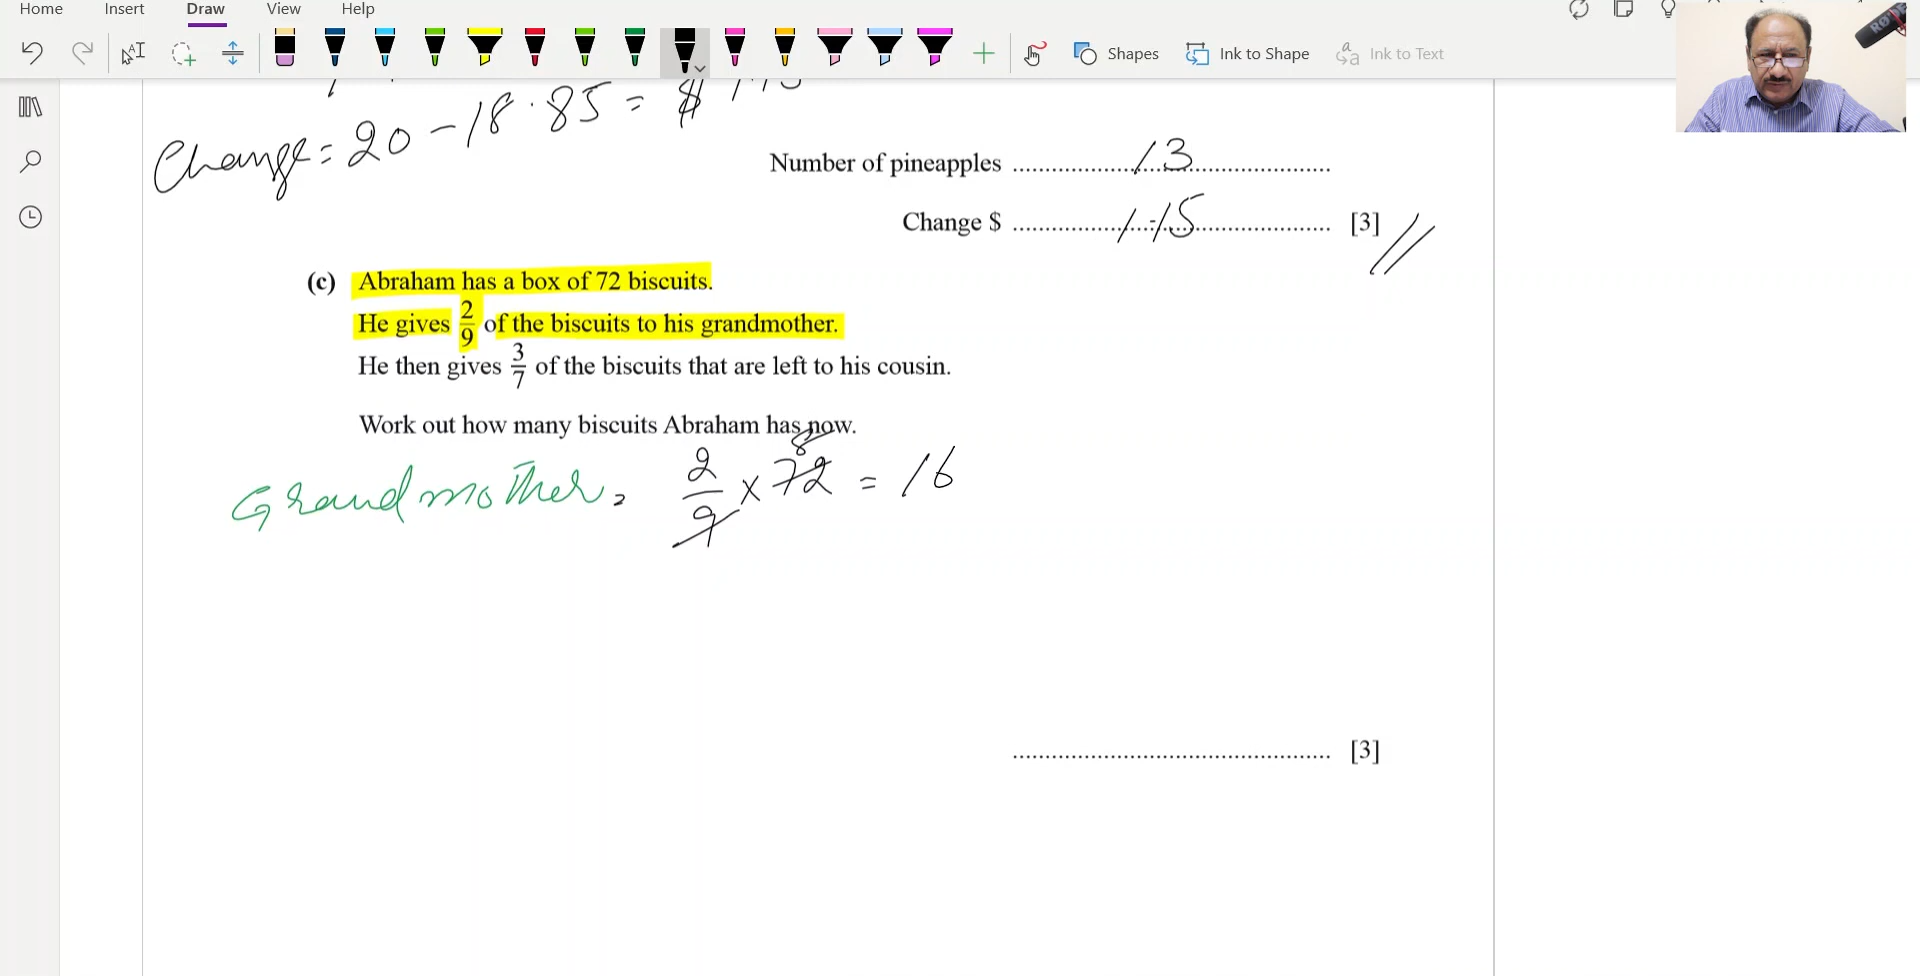 Home Insert Draw View Help
Shapes Ink to Shape Ink to Text
Change = 20 - 18.85 = $ 1.15
Number of pineapples .......... 13 ..........
Change $ .......... 1.15 .......... [3]
(c) Abraham has a box of 72 biscuits.
He gives 2/9 of the biscuits to his grandmother.
He then gives 3/7 of the biscuits that are left to his cousin.
Work out how many biscuits Abraham has now.
Grandmother = 2/9 x 72 8 = 16
.................................................. [3]